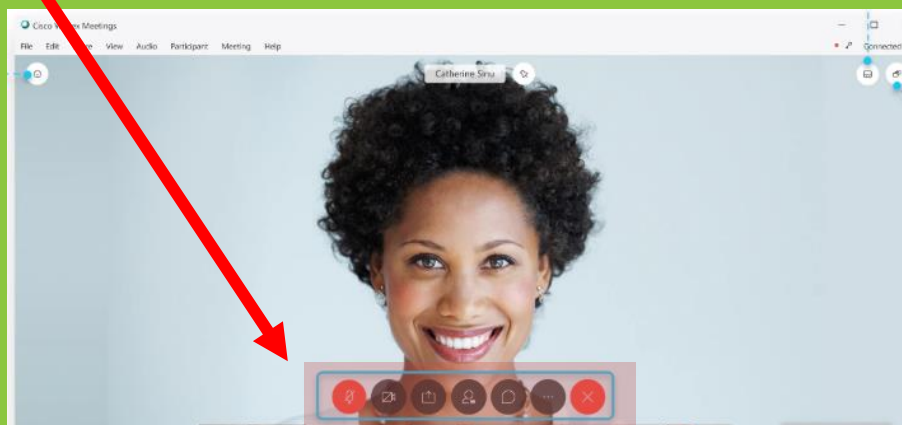 Cisco Webex Meetings
File Edit View Audio Participant Meeting Help
Connected
Catherine Sinu